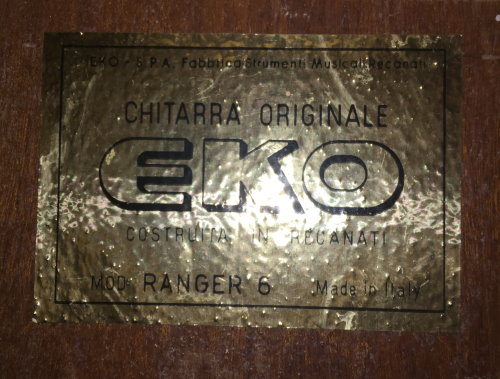 EKO - S.P.A. Fabbrica Strumenti Musicali Recanati
CHITARRA ORIGINALE
EKO
COSTRUITA IN RECANATI
MOD. RANGER 6 Made in Italy